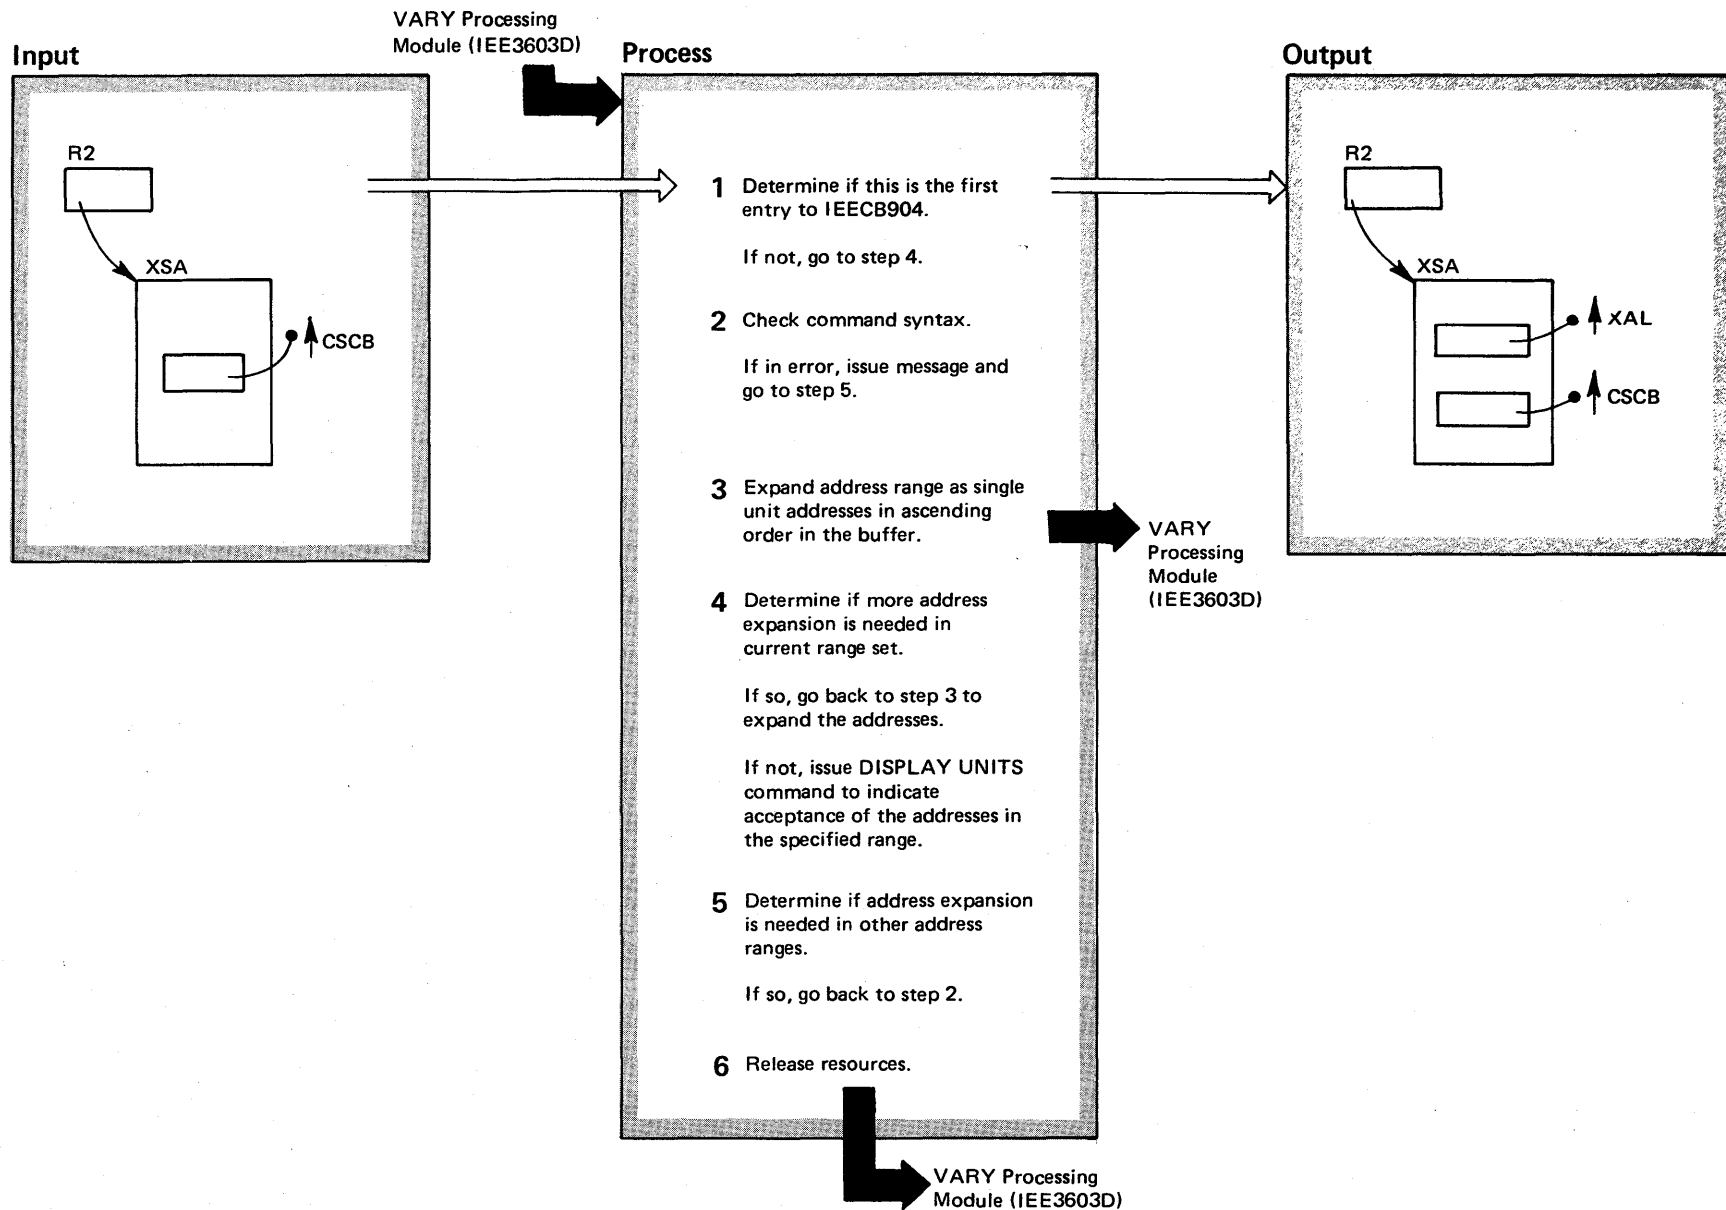 VARY Processing
Module (IEE3603D)
Input
R2
XSA
CSCB
Process
1 Determine if this is the first
entry to IEECB904.
If not, go to step 4.
2 Check command syntax.
If in error, issue message and
go to step 5.
3 Expand address range as single
unit addresses in ascending
order in the buffer.
VARY
Processing
Module
(IEE3603D)
4 Determine if more address
expansion is needed in
current range set.
If so, go back to step 3 to
expand the addresses.
If not, issue DISPLAY UNITS
command to indicate
acceptance of the addresses in
the specified range.
5 Determine if address expansion
is needed in other address
ranges.
If so, go back to step 2.
6 Release resources.
VARY Processing
Module (IEE3603D)
Output
R2
XSA
XAL
CSCB